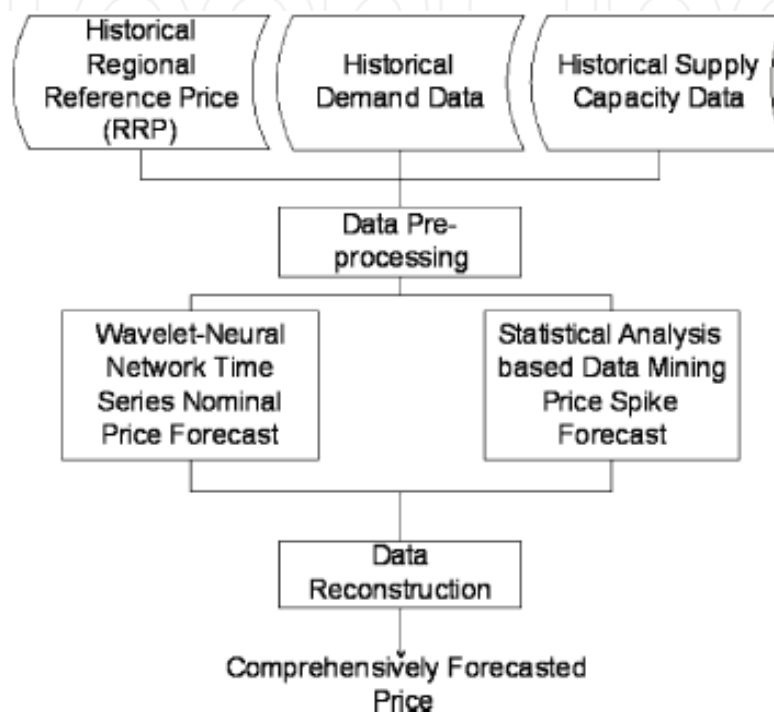 Historical
Regional
Reference Price
(RRP)
Historical
Demand Data
Historical Supply
Capacity Data
Data Pre-
processing
Wavelet-Neural
Network Time
Series Nominal
Price Forecast
Statistical Analysis
based Data Mining
Price Spike
Forecast
Data
Reconstruction
Comprehensively Forecasted
Price